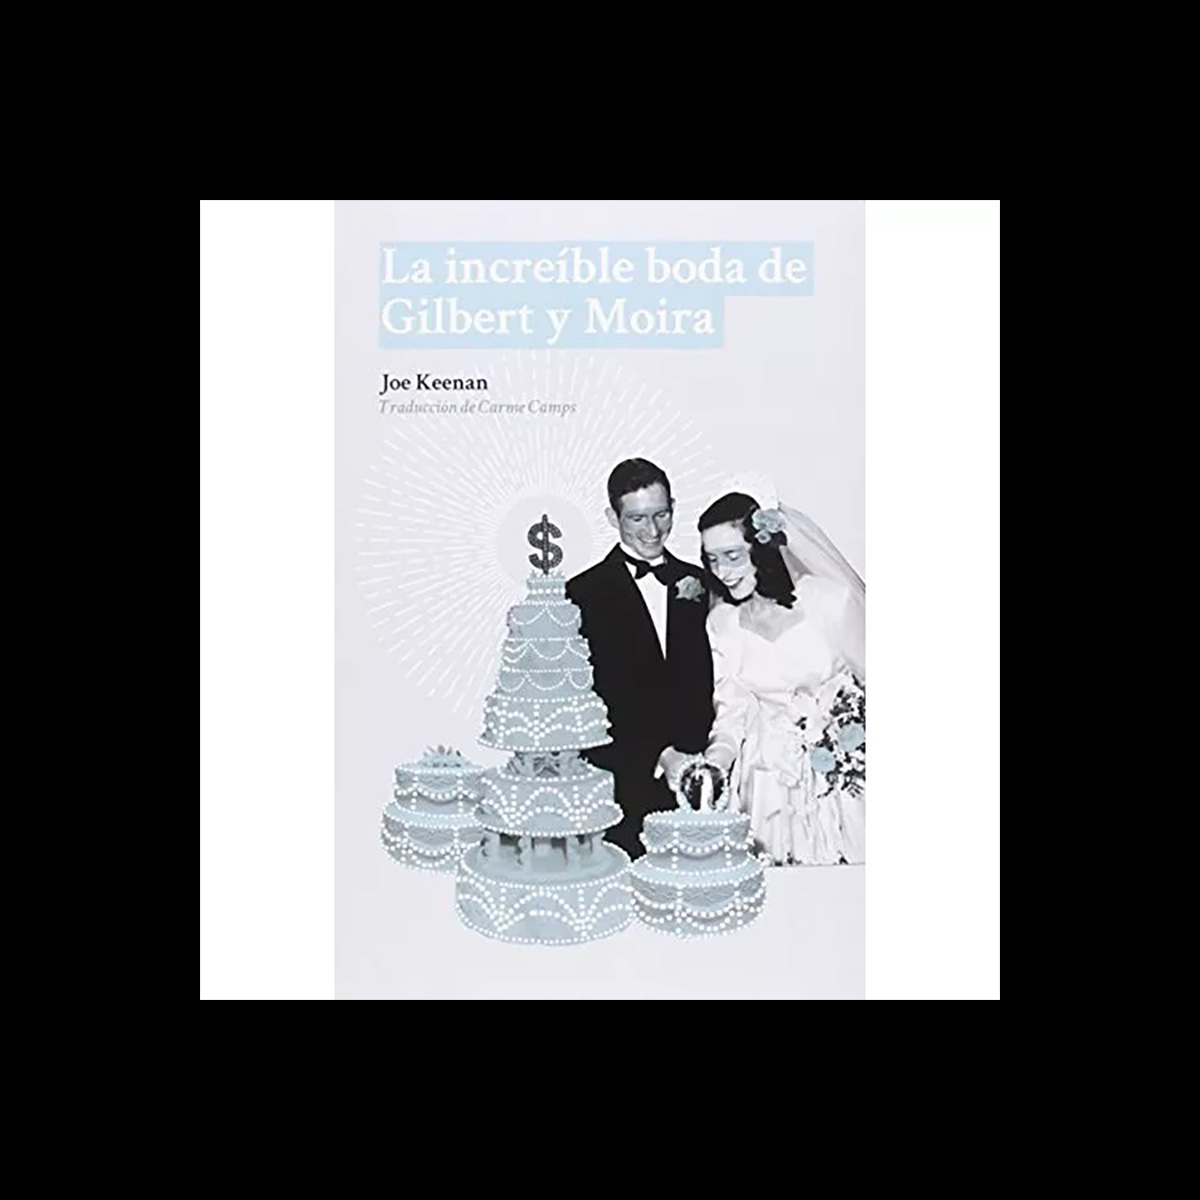 La increíble boda de
Gilbert y Moira
Joe Keenan
Traducción de Carme Camps
$